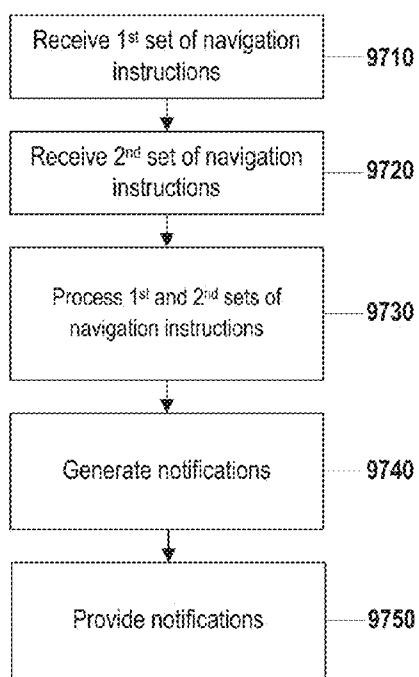 Receive 1st set of navigation
instructions
9710
Receive 2nd set of navigation
instructions
9720
Process 1st and 2nd sets of
navigation instructions
9730
Generate notifications
9740
Provide notifications
9750